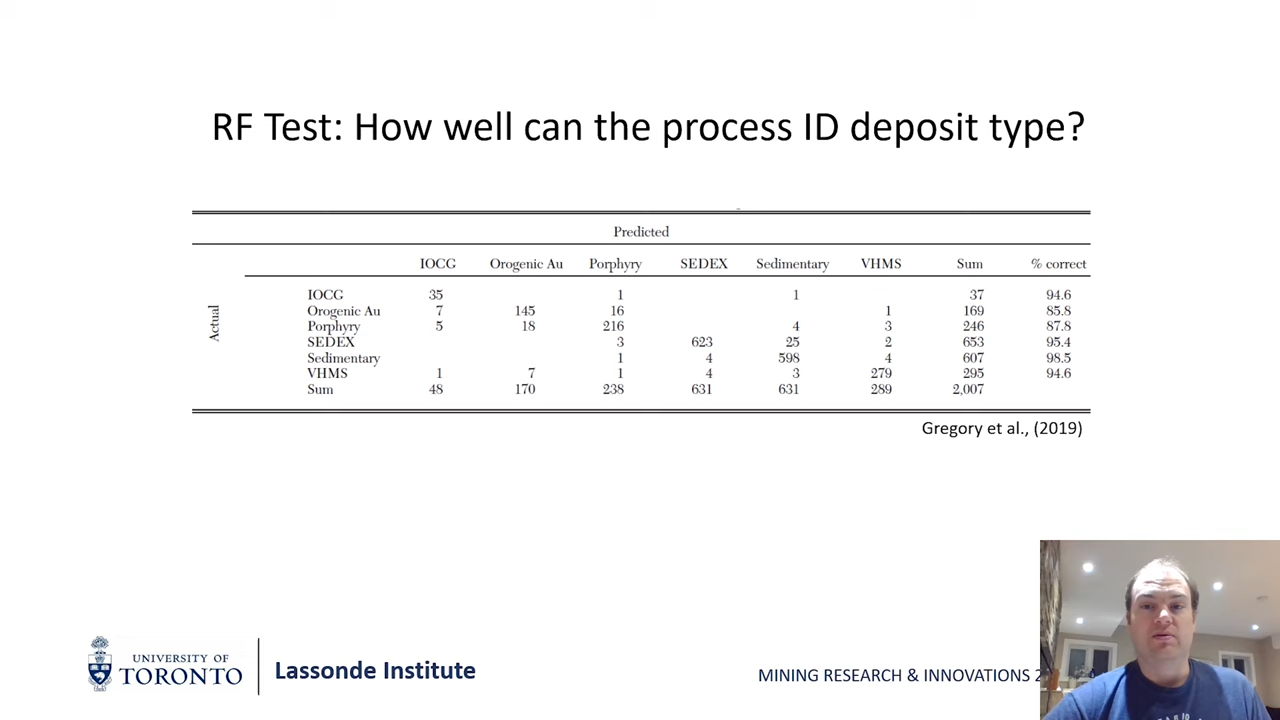 RF Test: How well can the process ID deposit type?
Predicted
IOCG Orogenic Au Porphyry SEDEX Sedimentary VHMS Sum % correct
Actual
IOCG 35 1 1 37 94.6
Orogenic Au 7 145 16 1 169 85.8
Porphyry 5 18 216 4 3 246 87.8
SEDEX 3 623 25 2 653 95.4
Sedimentary 1 4 598 4 607 98.5
VHMS 1 7 1 4 3 279 295 94.6
Sum 48 170 238 631 631 289 2,007
Gregory et al., (2019)
UNIVERSITY OF
TORONTO
Lassonde Institute
MINING RESEARCH & INNOVATIONS